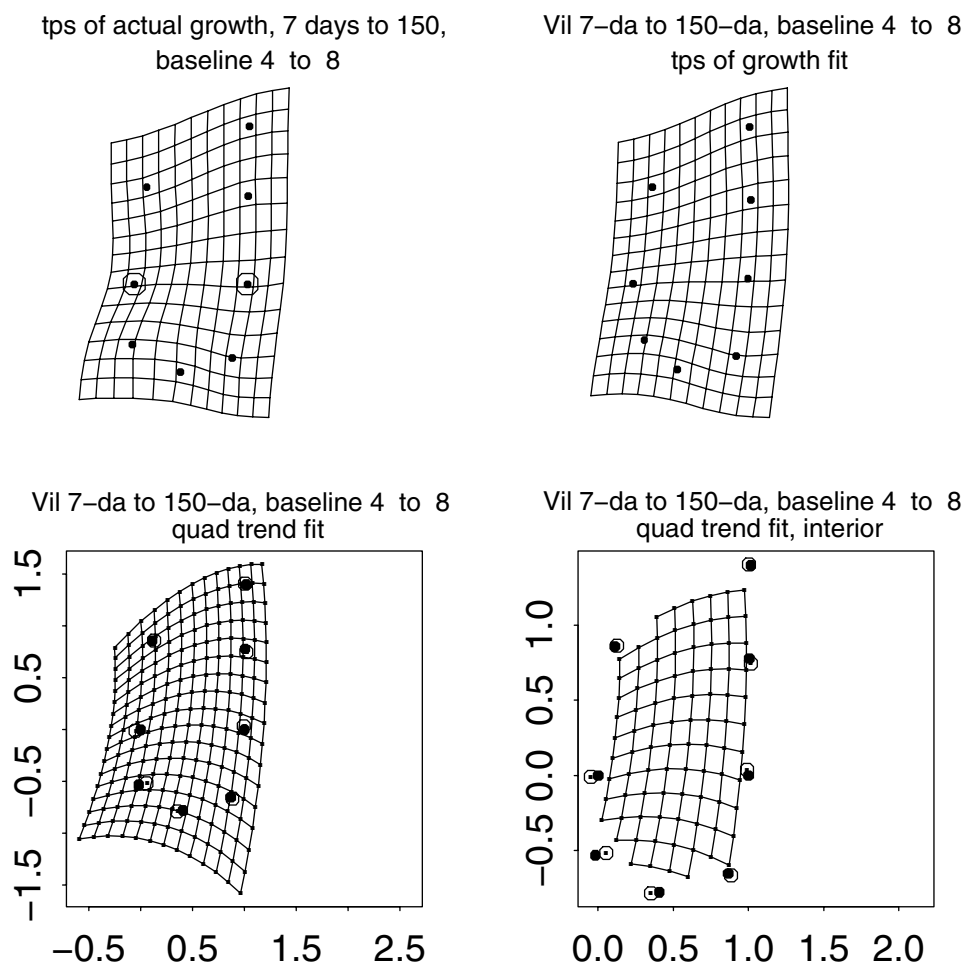 tps of actual growth, 7 days to 150,
baseline 4 to 8
Vil 7−da to 150−da, baseline 4 to 8
tps of growth fit
Vil 7−da to 150−da, baseline 4 to 8
quad trend fit
1.5
0.5
−0.5
−1.5
−0.5
0.5
1.5
2.5
Vil 7−da to 150−da, baseline 4 to 8
quad trend fit, interior
1.0
0.5
0.0
−0.5
0.0
0.5
1.0
1.5
2.0